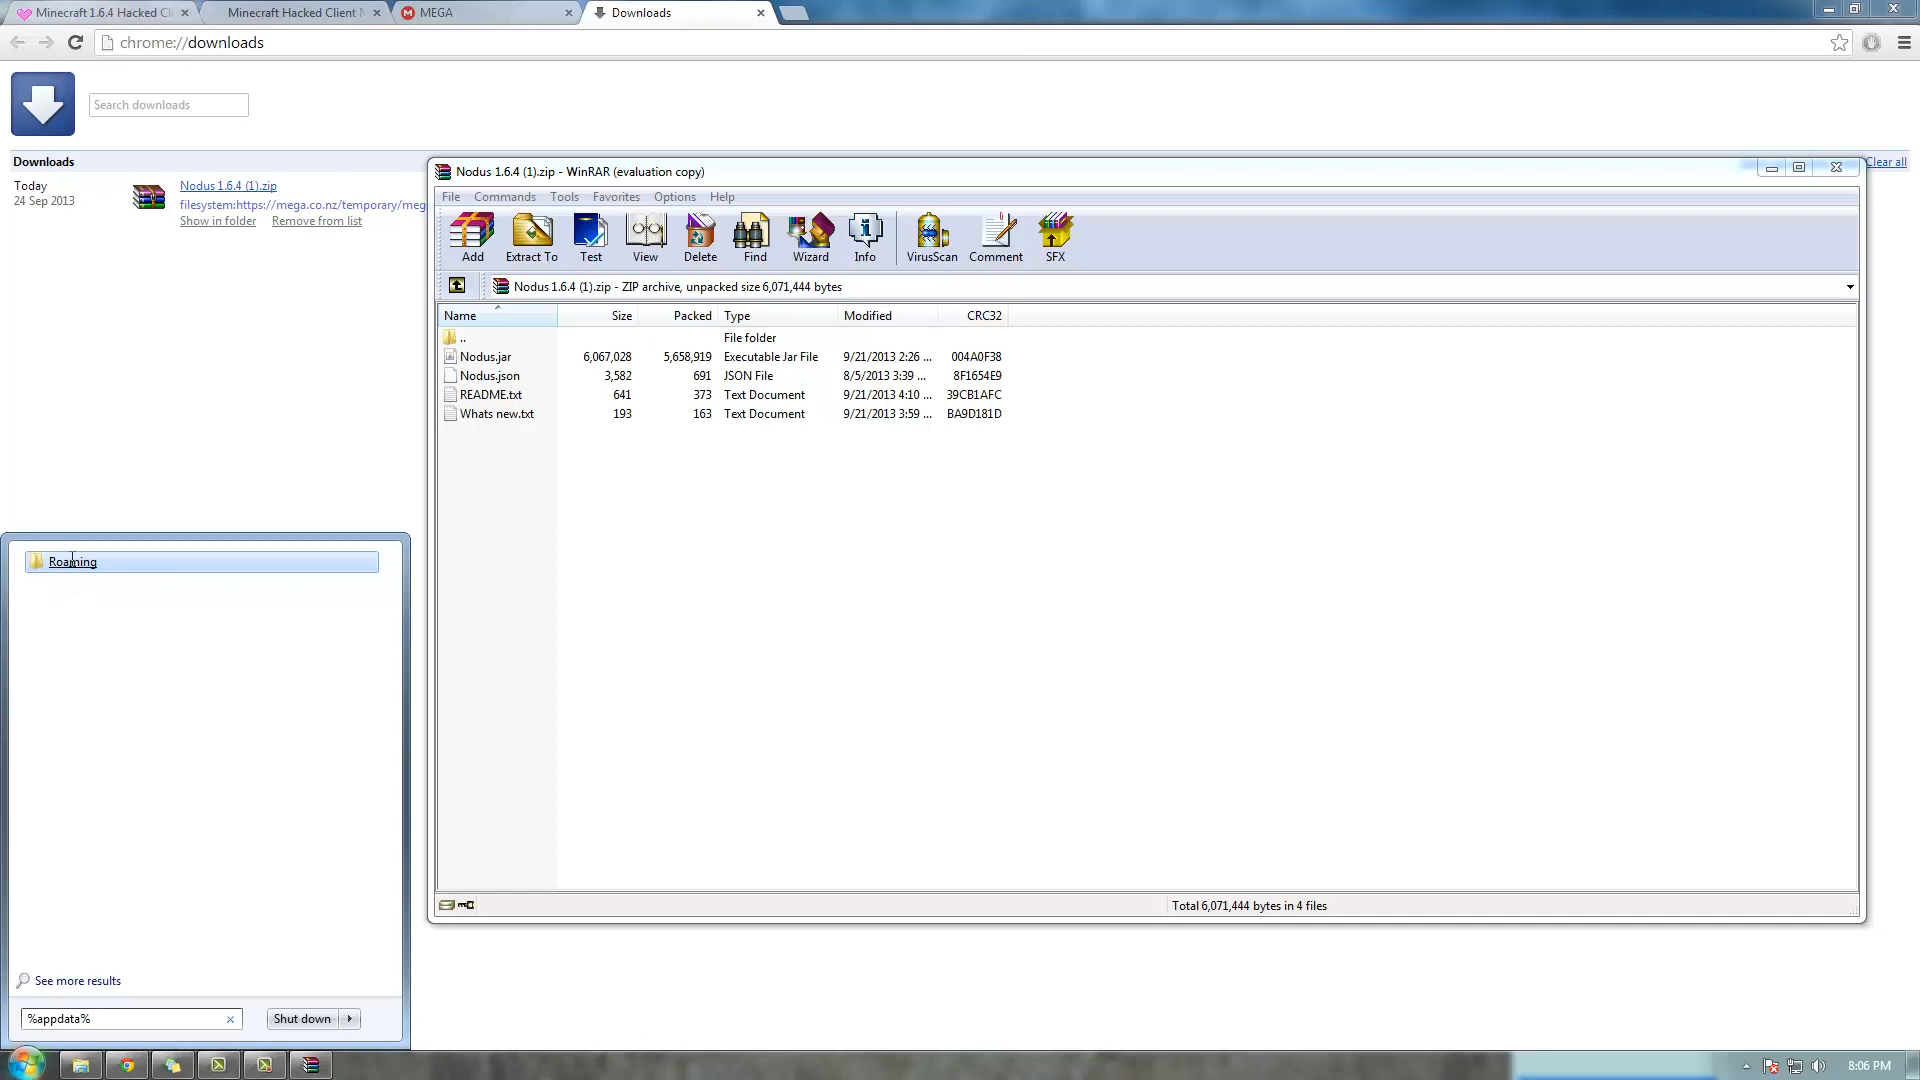 Minecraft 1.6.4 Hacked Cli
Minecraft Hacked Client N
MEGA
Downloads
chrome://downloads
Search downloads
Downloads
Clear all
Today
24 Sep 2013
Nodus 1.6.4 (1).zip
filesystem:https://mega.co.nz/temporary/meg
Show in folder Remove from list
Nodus 1.6.4 (1).zip - WinRAR (evaluation copy)
File Commands Tools Favorites Options Help
Add Extract To Test View Delete Find Wizard Info VirusScan Comment SFX
Nodus 1.6.4 (1).zip - ZIP archive, unpacked size 6,071,444 bytes
Name Size Packed Type Modified CRC32
.. File folder
Nodus.jar 6,067,028 5,658,919 Executable Jar File 9/21/2013 2:26 ... 004A0F38
Nodus.json 3,582 691 JSON File 8/5/2013 3:39 ... 8F1654E9
README.txt 641 373 Text Document 9/21/2013 4:10 ... 39CB1AFC
Whats new.txt 193 163 Text Document 9/21/2013 3:59 ... BA9D181D
Total 6,071,444 bytes in 4 files
Roaming
See more results
%appdata%
Shut down
8:06 PM